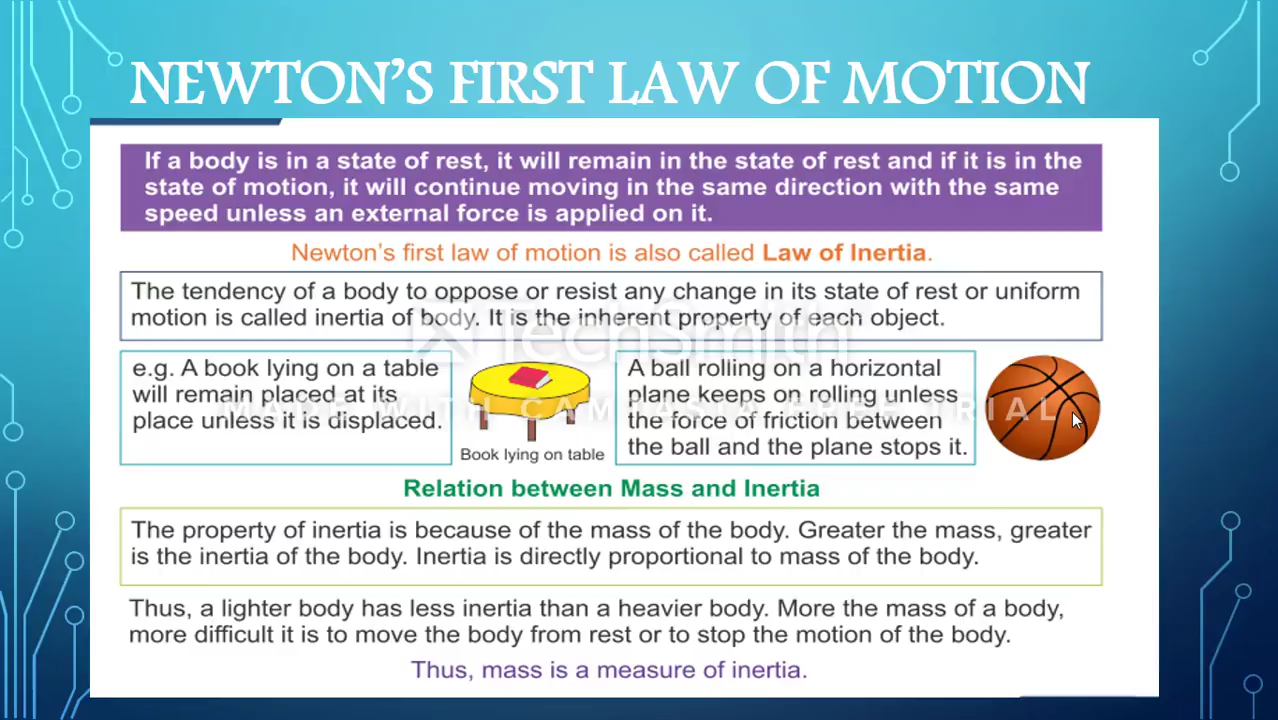 NEWTON'S FIRST LAW OF MOTION
If a body is in a state of rest, it will remain in the state of rest and if it is in the
state of motion, it will continue moving in the same direction with the same
speed unless an external force is applied on it.
Newton's first law of motion is also called Law of Inertia.
The tendency of a body to oppose or resist any change in its state of rest or uniform
motion is called inertia of body. It is the inherent property of each object.
TechSmith
e.g. A book lying on a table
will remain placed at its
place unless it is displaced.
Book lying on table
A ball rolling on a horizontal
plane keeps on rolling unless
the force of friction between
the ball and the plane stops it.
MADE WITH CAMTASIA FREE TRIAL
Relation between Mass and Inertia
The property of inertia is because of the mass of the body. Greater the mass, greater
is the inertia of the body. Inertia is directly proportional to mass of the body.
Thus, a lighter body has less inertia than a heavier body. More the mass of a body,
more difficult it is to move the body from rest or to stop the motion of the body.
Thus, mass is a measure of inertia.